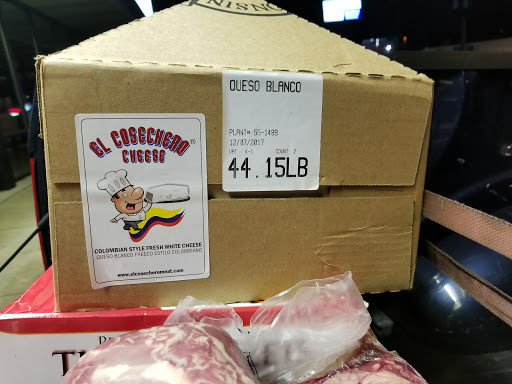 QUESO BLANCO
PLANT# 55-1499
12/07/2017
COUNT 2
44.15LB
EL COSECHERO®
CHEESE
COLOMBIAN STYLE FRESH WHITE CHEESE
QUESO BLANCO FRESCO ESTILO COLOMBIANO
www.elcosecheromeat.com